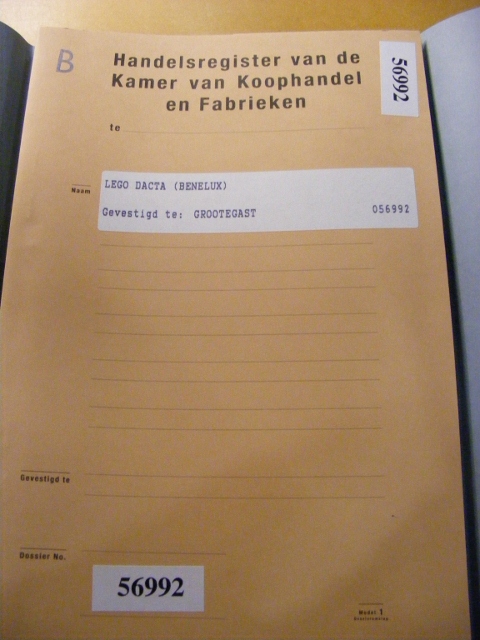 B
Handelsregister van de
Kamer van Koophandel
en Fabrieken
56992
te
Naam
LEGO DACTA (BENELUX)
Gevestigd te: GROOTEGAST 056992
Gevestigd te
Dossier No.
56992
Model 1